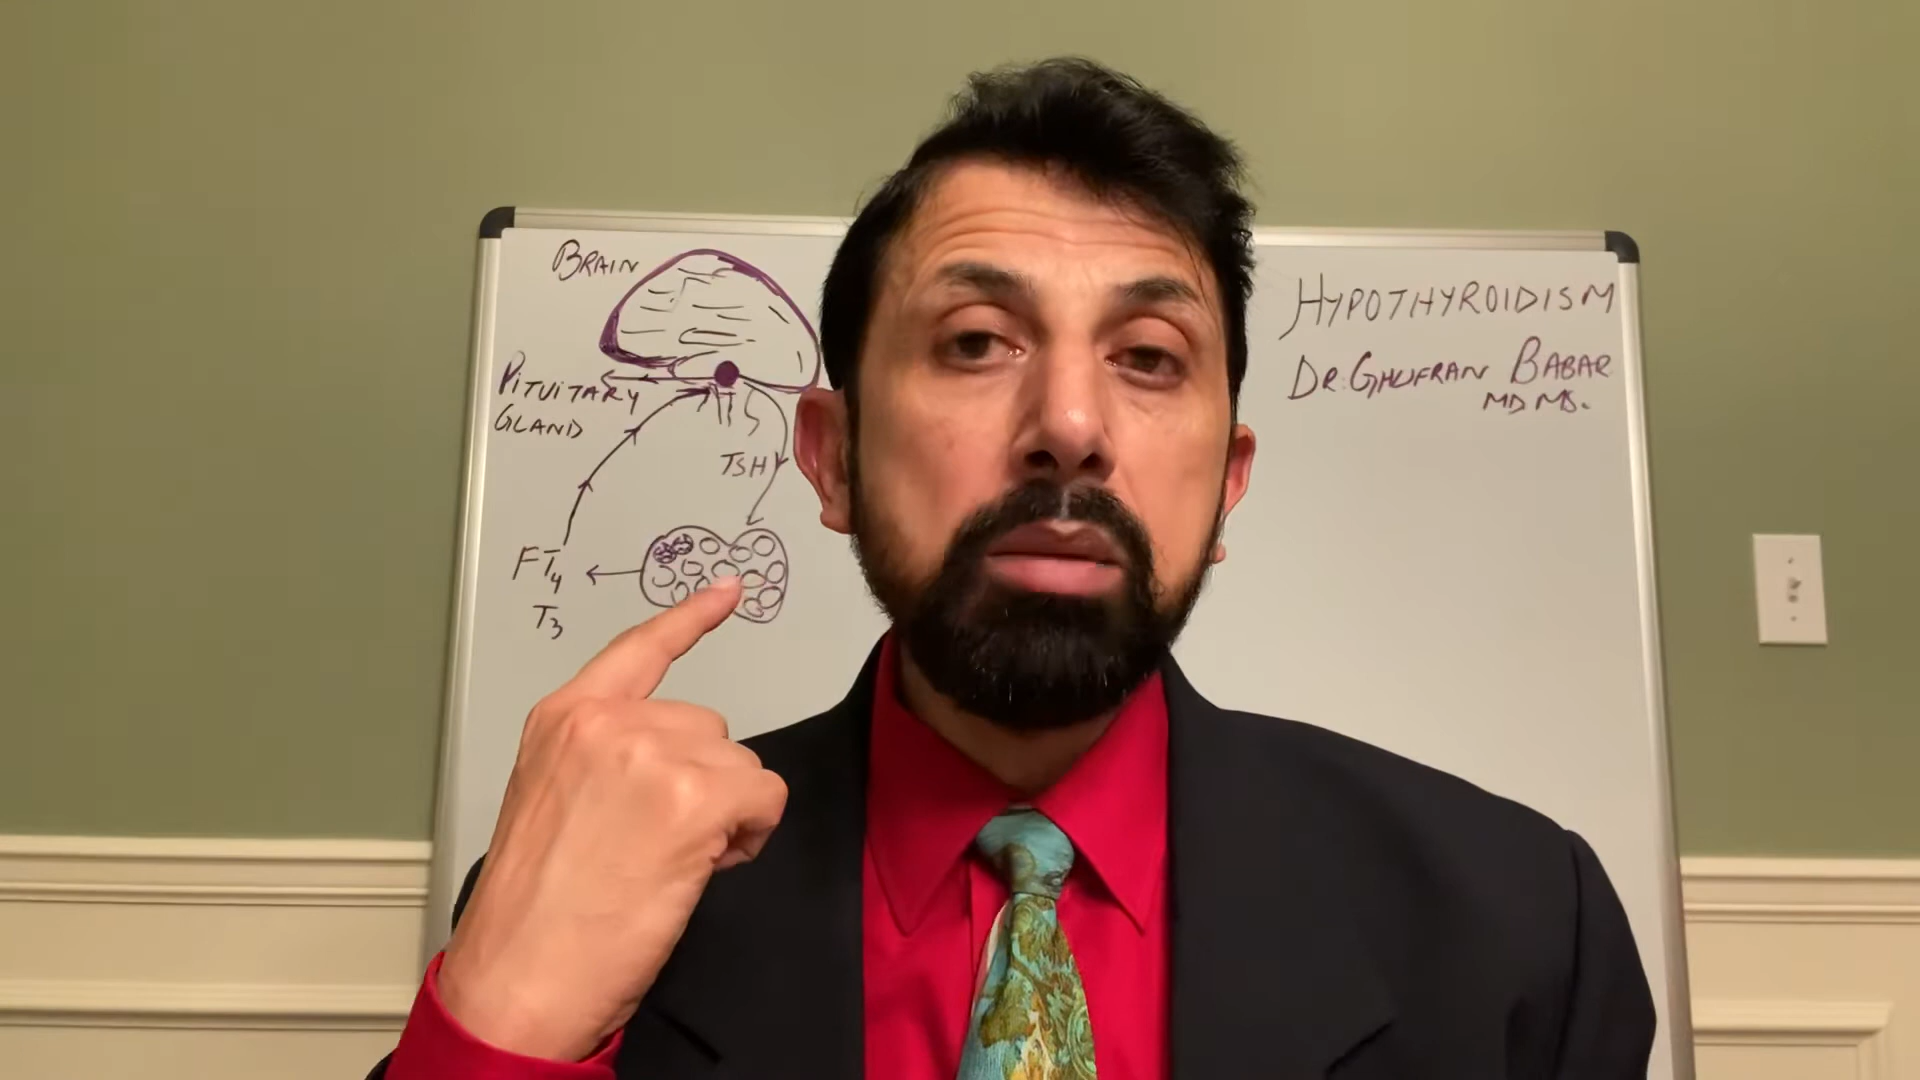 BRAIN
PITUITARY
GLAND
TSH
FT4
T3
HYPOTHYROIDISM
DR. GHUFRAN BABAR
MD MS.